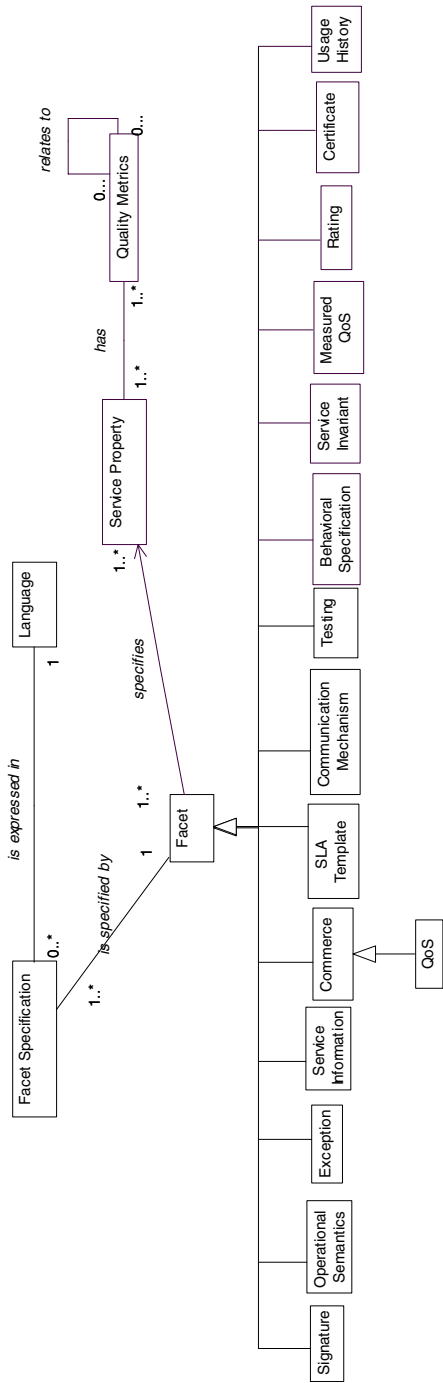 Facet Specification
is expressed in
Language
0..*
1
1..*
is specified by
1
Facet
1..*
specifies
1..*
Service Property
1..*
has
1..*
Quality Metrics
0...
0...
relates to
Signature
Operational
Semantics
Exception
Service
Information
Commerce
QoS
SLA
Template
Communication
Mechanism
Testing
Behavioral
Specification
Service
Invariant
Measured
QoS
Rating
Certificate
Usage
History